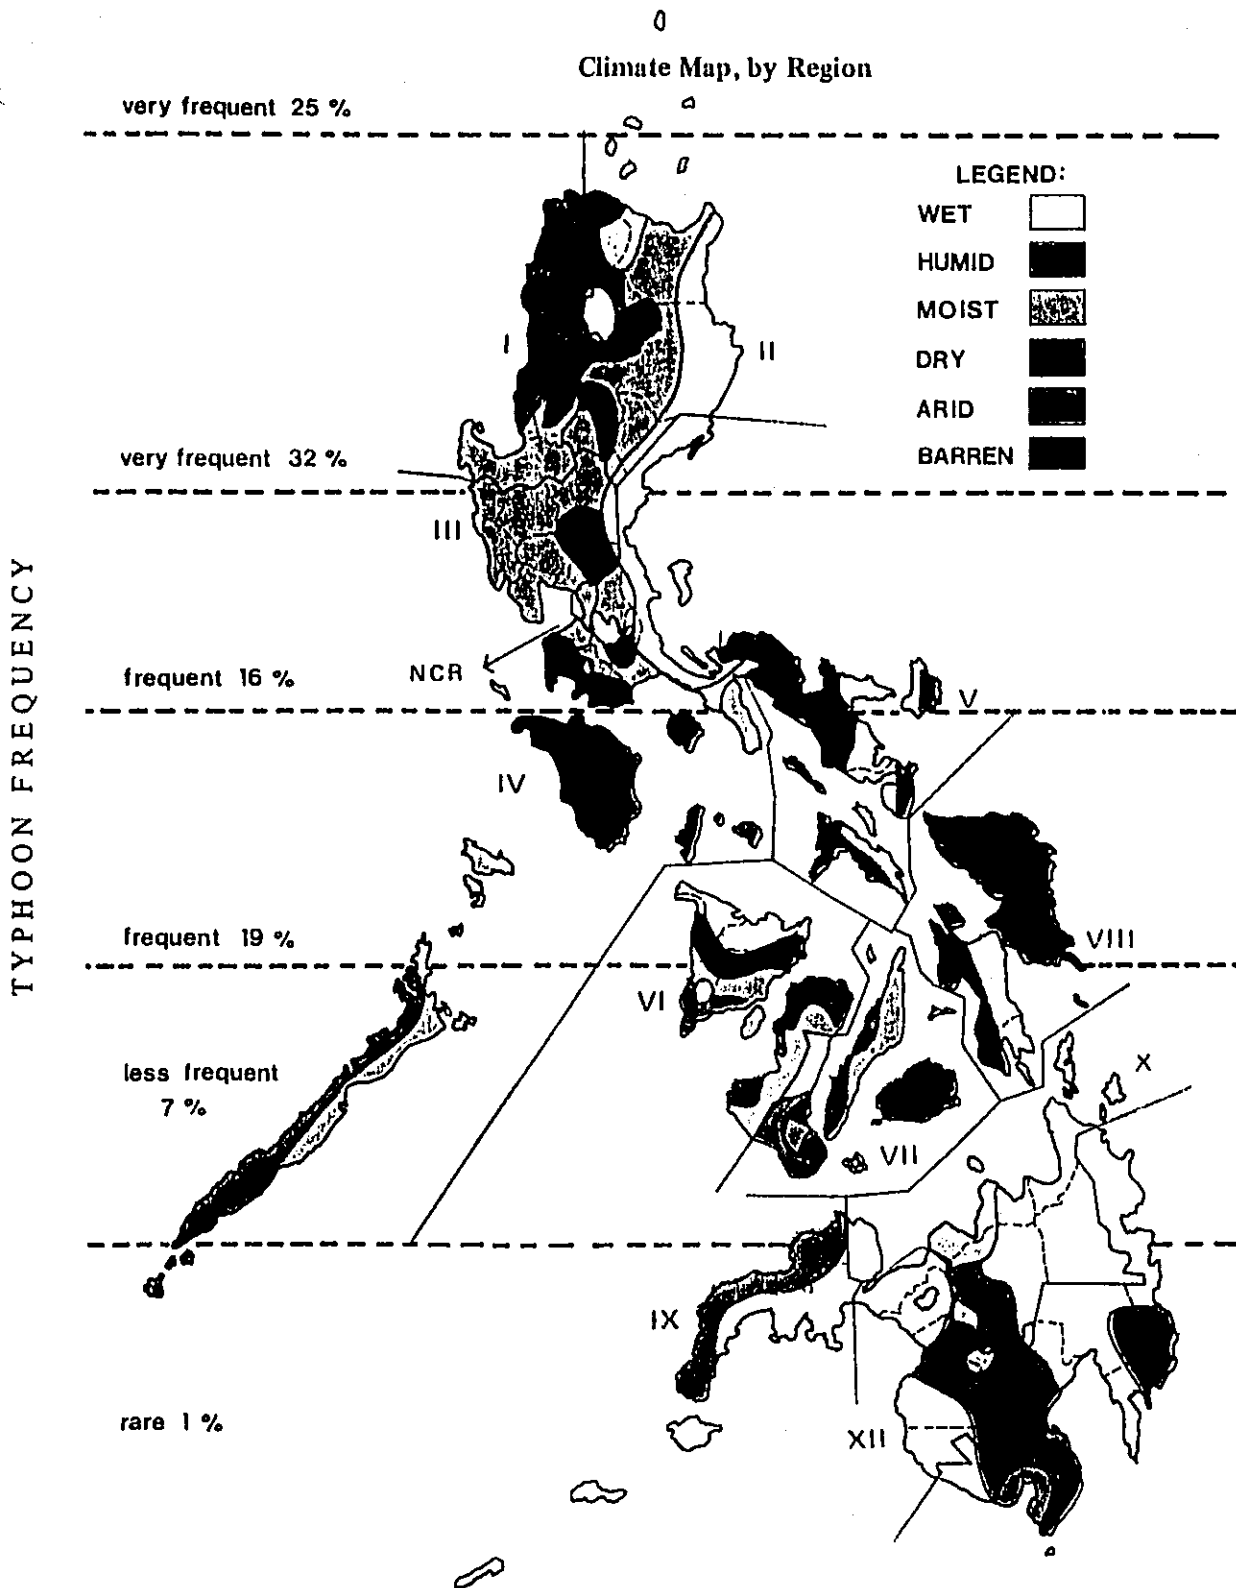 Climate Map, by Region
very frequent 25 %
LEGEND:
WET
HUMID
MOIST
DRY
ARID
BARREN
I
II
very frequent 32 %
III
TYPHOON FREQUENCY
NCR
frequent 16 %
V
IV
frequent 19 %
VIII
VI
less frequent
7 %
X
VII
IX
rare 1 %
XII